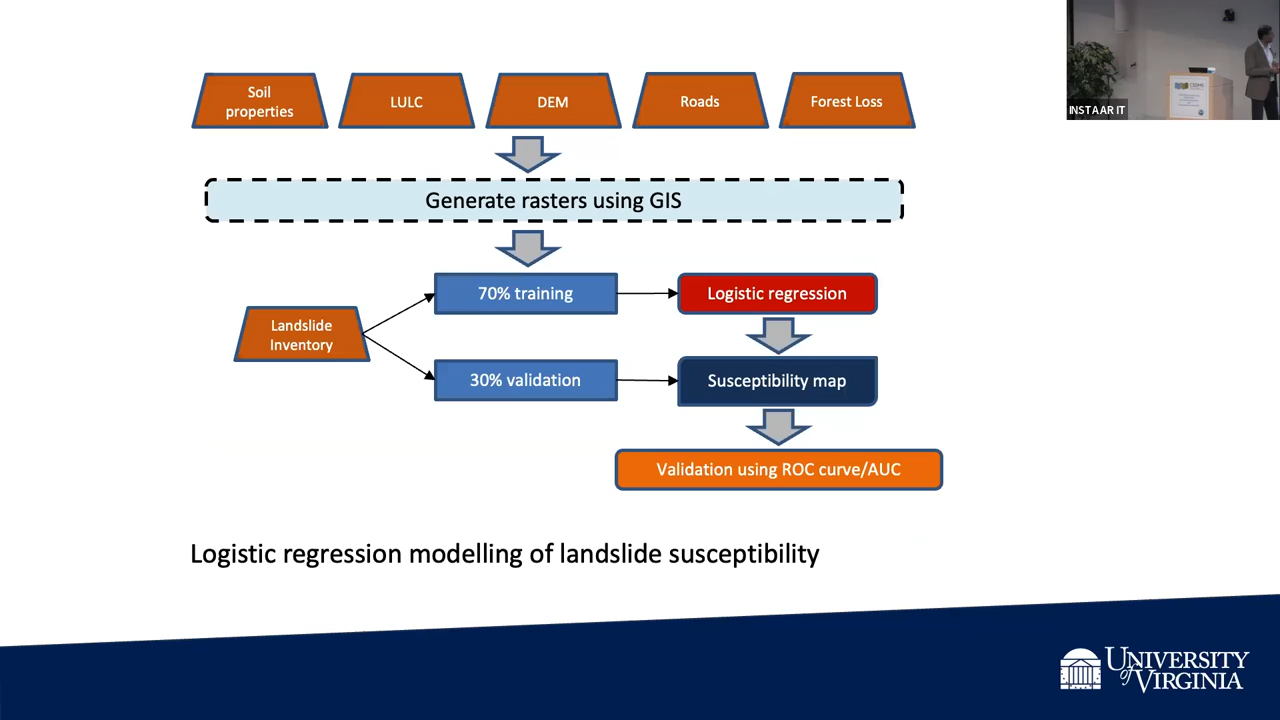 INSTAAR IT
Soil
properties
LULC
DEM
Roads
Forest Loss
Generate rasters using GIS
70% training
Logistic regression
Landslide
Inventory
30% validation
Susceptibility map
Validation using ROC curve/AUC
Logistic regression modelling of landslide susceptibility
UNIVERSITY
of VIRGINIA